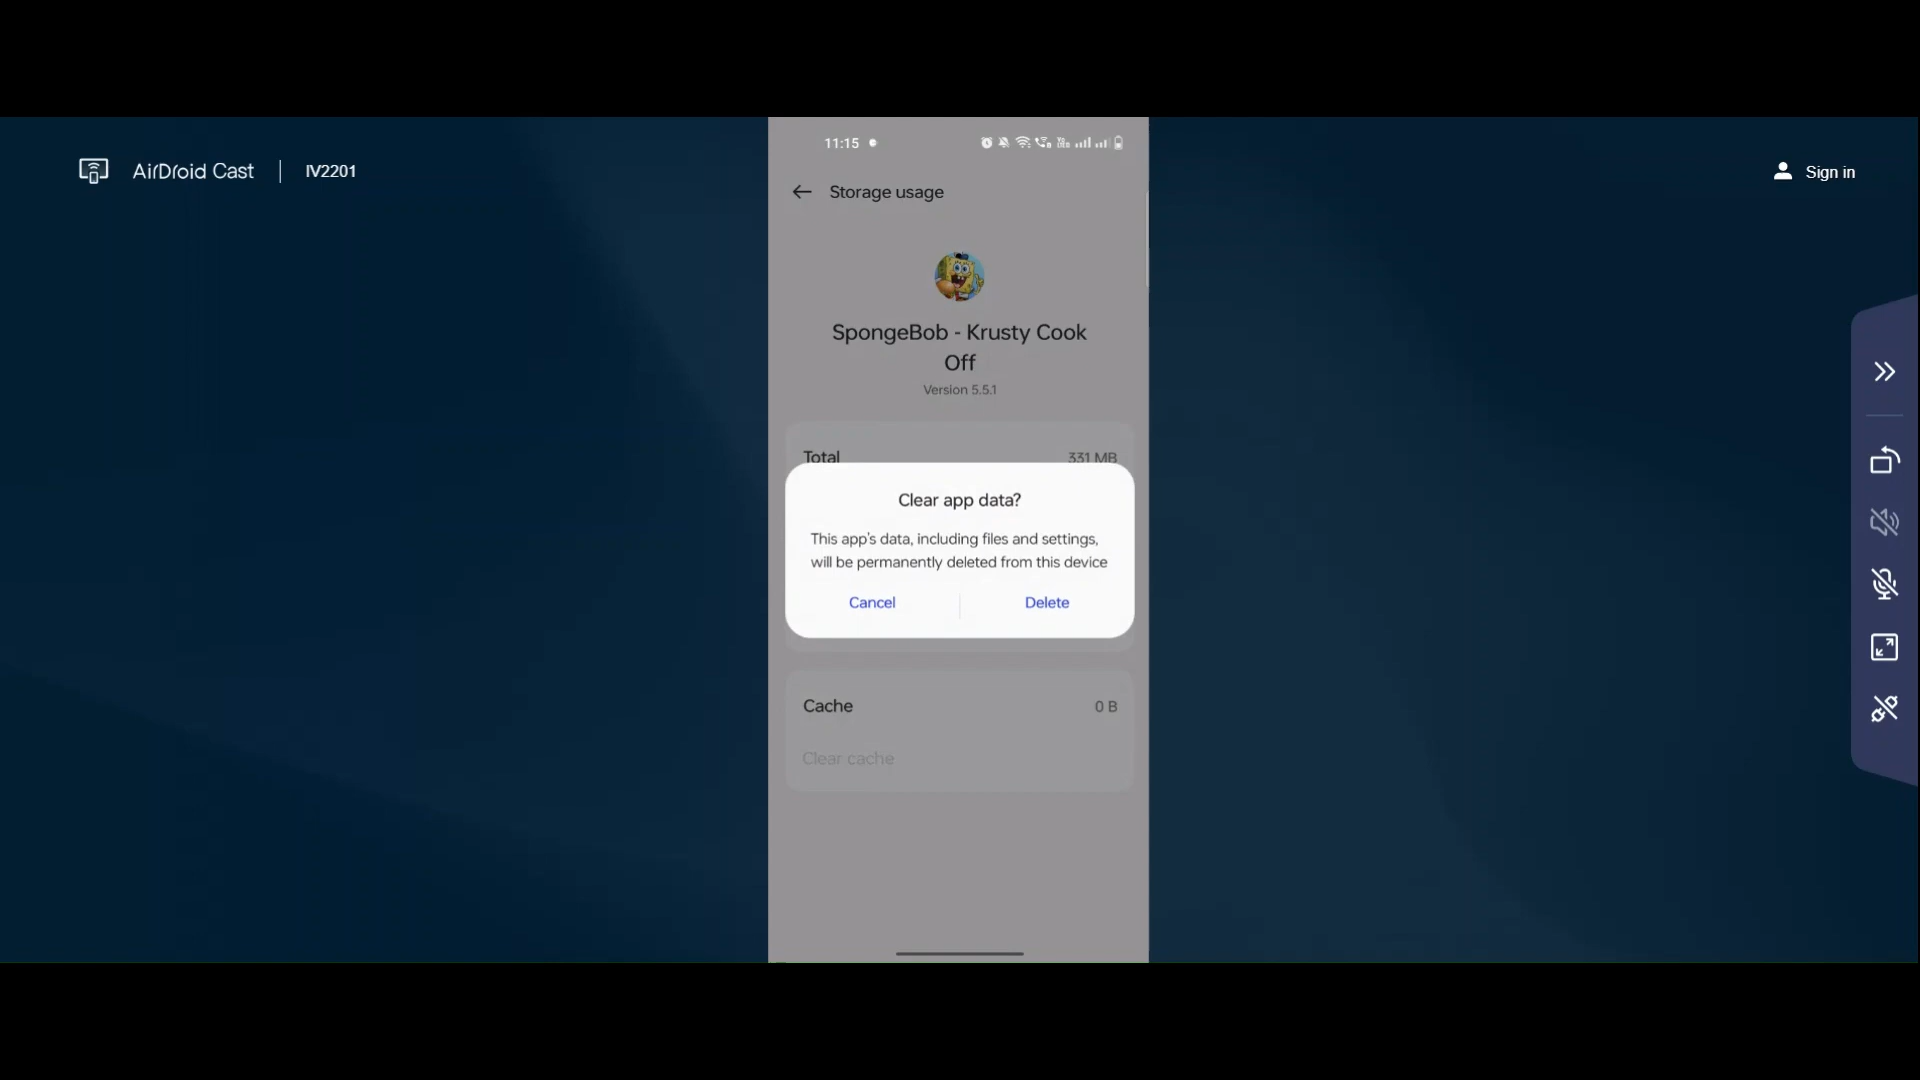 11:15
AirDroid Cast
IV2201
Sign in
Storage usage
SpongeBob - Krusty Cook
Off
Version 5.5.1
Total
331 MB
Clear app data?
This app's data, including files and settings,
will be permanently deleted from this device
Cancel
Delete
Cache
0 B
Clear cache